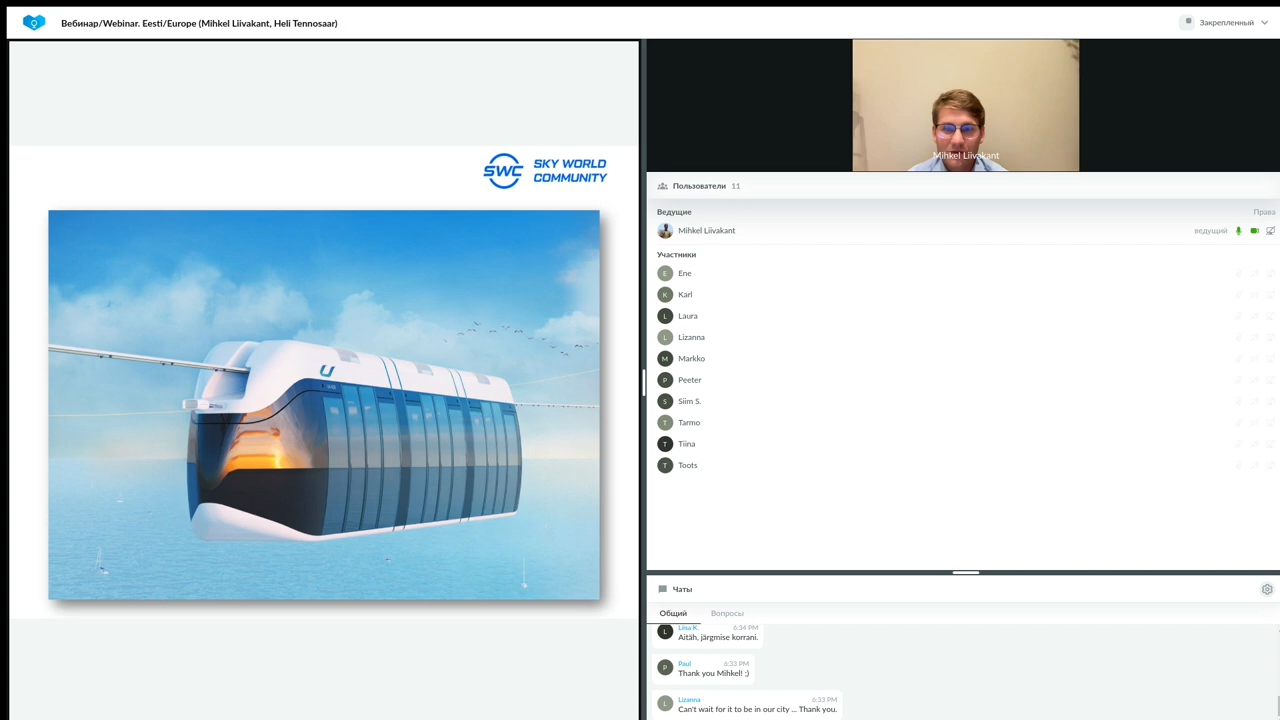 Вебинар/Webinar. Eesti/Europe (Mihkel Liivakant, Heli Tennosaar)
Закрепленный
SWC
SKY WORLD
COMMUNITY
U
Mihkel Liivakant
Пользователи 11
Ведущие Права
Mihkel Liivakant ведущий
Участники
E Ene
K Karl
L Laura
L Lizanna
M Markko
P Peeter
S Siim S.
T Tarmo
T Tiina
T Toots
Чаты
Общий Вопросы
L Liisa K. 6:34 PM
Aitäh, järgmise korrani.
P Paul 6:33 PM
Thank you Mihkel! ;)
L Lizanna 6:33 PM
Can't wait for it to be in our city ... Thank you.